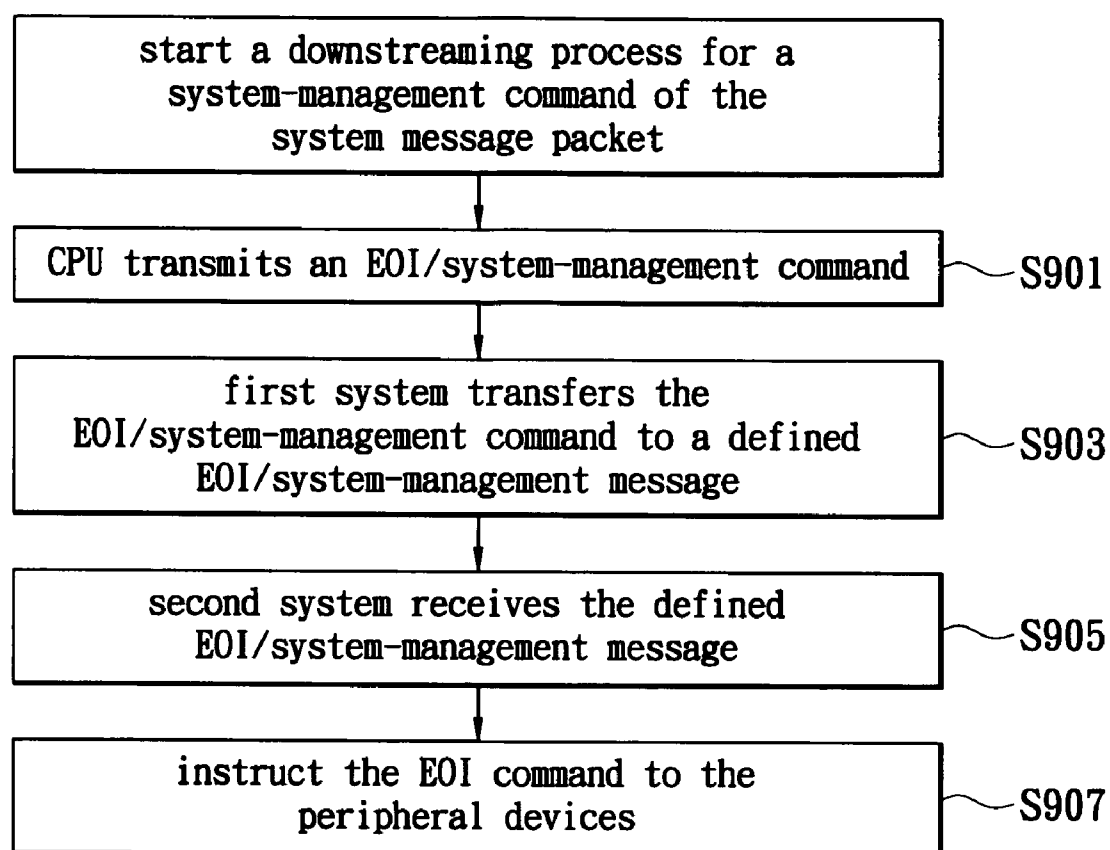 start a downstreaming process for a
system-management command of the
system message packet
CPU transmits an EOI/system-management command
S901
first system transfers the
EOI/system-management command to a defined
EOI/system-management message
S903
second system receives the defined
EOI/system-management message
S905
instruct the EOI command to the
peripheral devices
S907